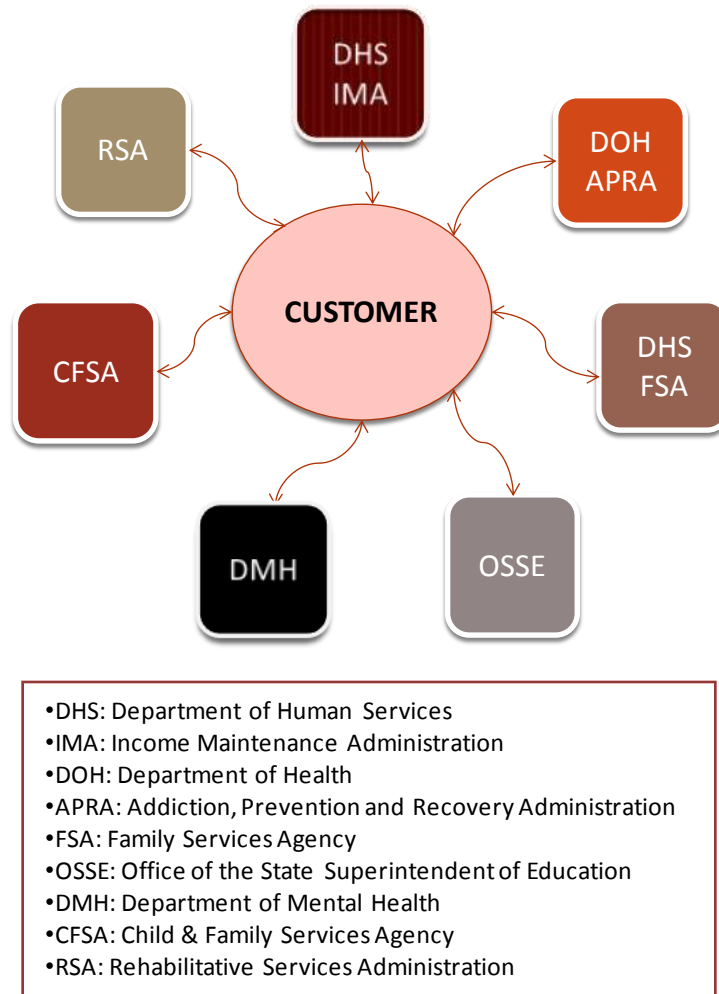 DHS
IMA
RSA
DOH
APRA
CUSTOMER
CFSA
DHS
FSA
DMH
OSSE
•DHS: Department of Human Services
•IMA: Income Maintenance Administration
•DOH: Department of Health
•APRA: Addiction, Prevention and Recovery Administration
•FSA: Family Services Agency
•OSSE: Office of the State Superintendent of Education
•DMH: Department of Mental Health
•CFSA: Child & Family Services Agency
•RSA: Rehabilitative Services Administration